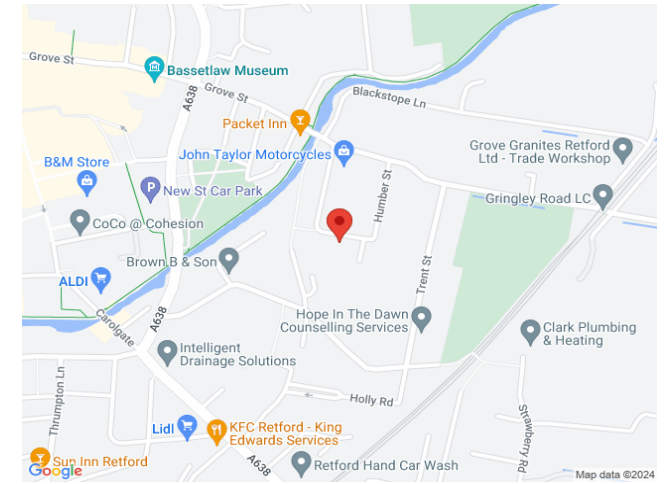 Grove St
Bassetlaw Museum
A638
Grove St
Blackstope Ln
Packet Inn
John Taylor Motorcycles
Grove Granites Retford
Ltd - Trade Workshop
B&M Store
P
New St Car Park
Humber St
Gringley Road LC
CoCo @ Cohesion
Brown B & Son
Trent St
ALDI
Carolgate
A638
Hope In The Dawn
Counselling Services
Clark Plumbing
& Heating
Intelligent
Drainage Solutions
Thrumpton Ln
Holly Rd
Strawberry Rd
Lidl
KFC Retford - King
Edwards Services
Sun Inn Retford
A638
Retford Hand Car Wash
Google
Map data ©2024